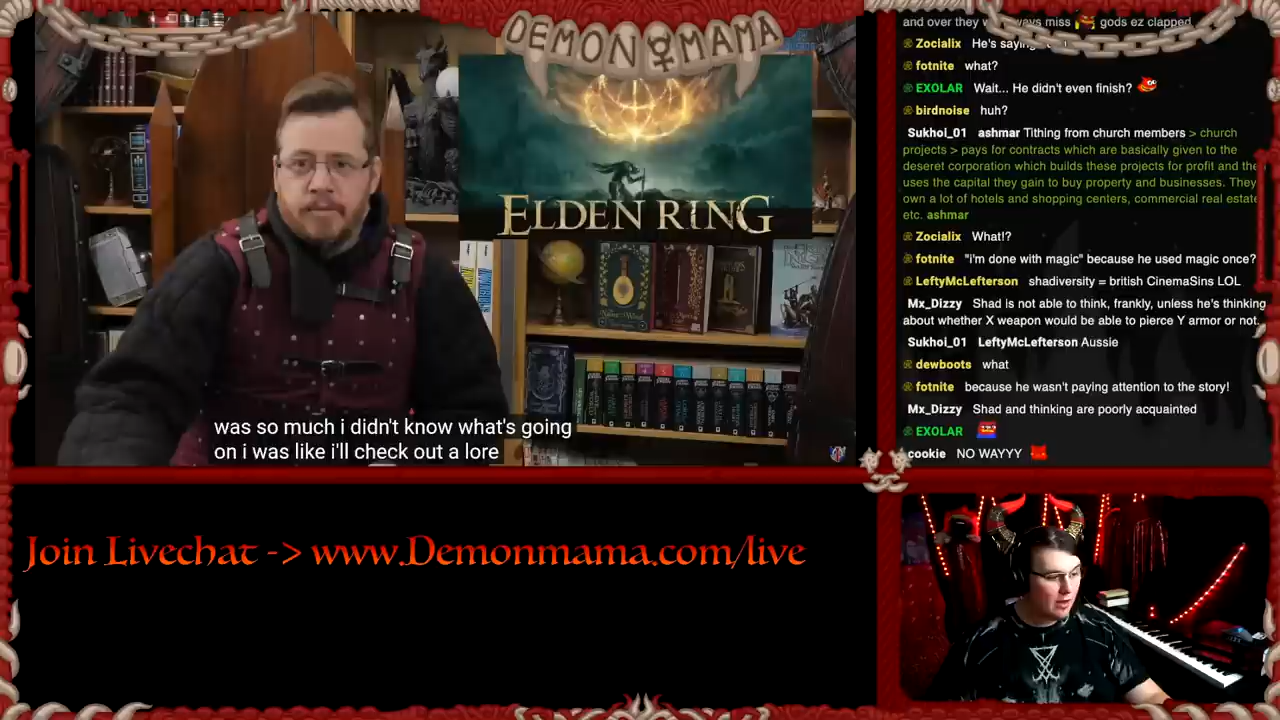 DEMON MAMA
ELDEN RING
was so much i didn't know what's going
on i was like i'll check out a lore
Join Livechat -> www.Demonmama.com/live
and over they
miss gods ez clapped
Zocialix He's saying
fotnite what?
EXOLAR Wait... He didn't even finish?
birdnoise huh?
Sukhoi_01 ashmar Tithing from church members > church
projects > pays for contracts which are basically given to the
deseret corporation which builds these projects for profit and the
uses the capital they gain to buy property and businesses. They
own a lot of hotels and shopping centers, commercial real estate
etc. ashmar
Zocialix What!?
fotnite "i'm done with magic" because he used magic once?
LeftyMcLefterson shadiversity = british CinemaSins LOL
Mx_Dizzy Shad is not able to think, frankly, unless he's thinking
about whether X weapon would be able to pierce Y armor or not.
Sukhoi_01 LeftyMcLefterson Aussie
dewboots what
fotnite because he wasn't paying attention to the story!
Mx_Dizzy Shad and thinking are poorly acquainted
EXOLAR
cookie NO WAYYY